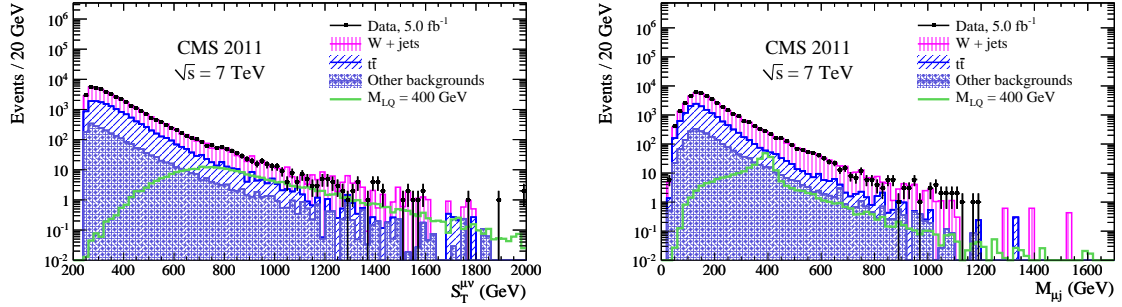 Events / 20 GeV
10⁶
10⁵
10⁴
10³
10²
10
1
10⁻¹
10⁻²
CMS 2011
√s = 7 TeV
Data, 5.0 fb⁻¹
W + jets
tt̄
Other backgrounds
M_LQ = 400 GeV
200 400 600 800 1000 1200 1400 1600 1800 2000
S_T^μν (GeV)
Events / 20 GeV
10⁶
10⁵
10⁴
10³
10²
10
1
10⁻¹
10⁻²
CMS 2011
√s = 7 TeV
Data, 5.0 fb⁻¹
W + jets
tt̄
Other backgrounds
M_LQ = 400 GeV
0 200 400 600 800 1000 1200 1400 1600
M_μj (GeV)